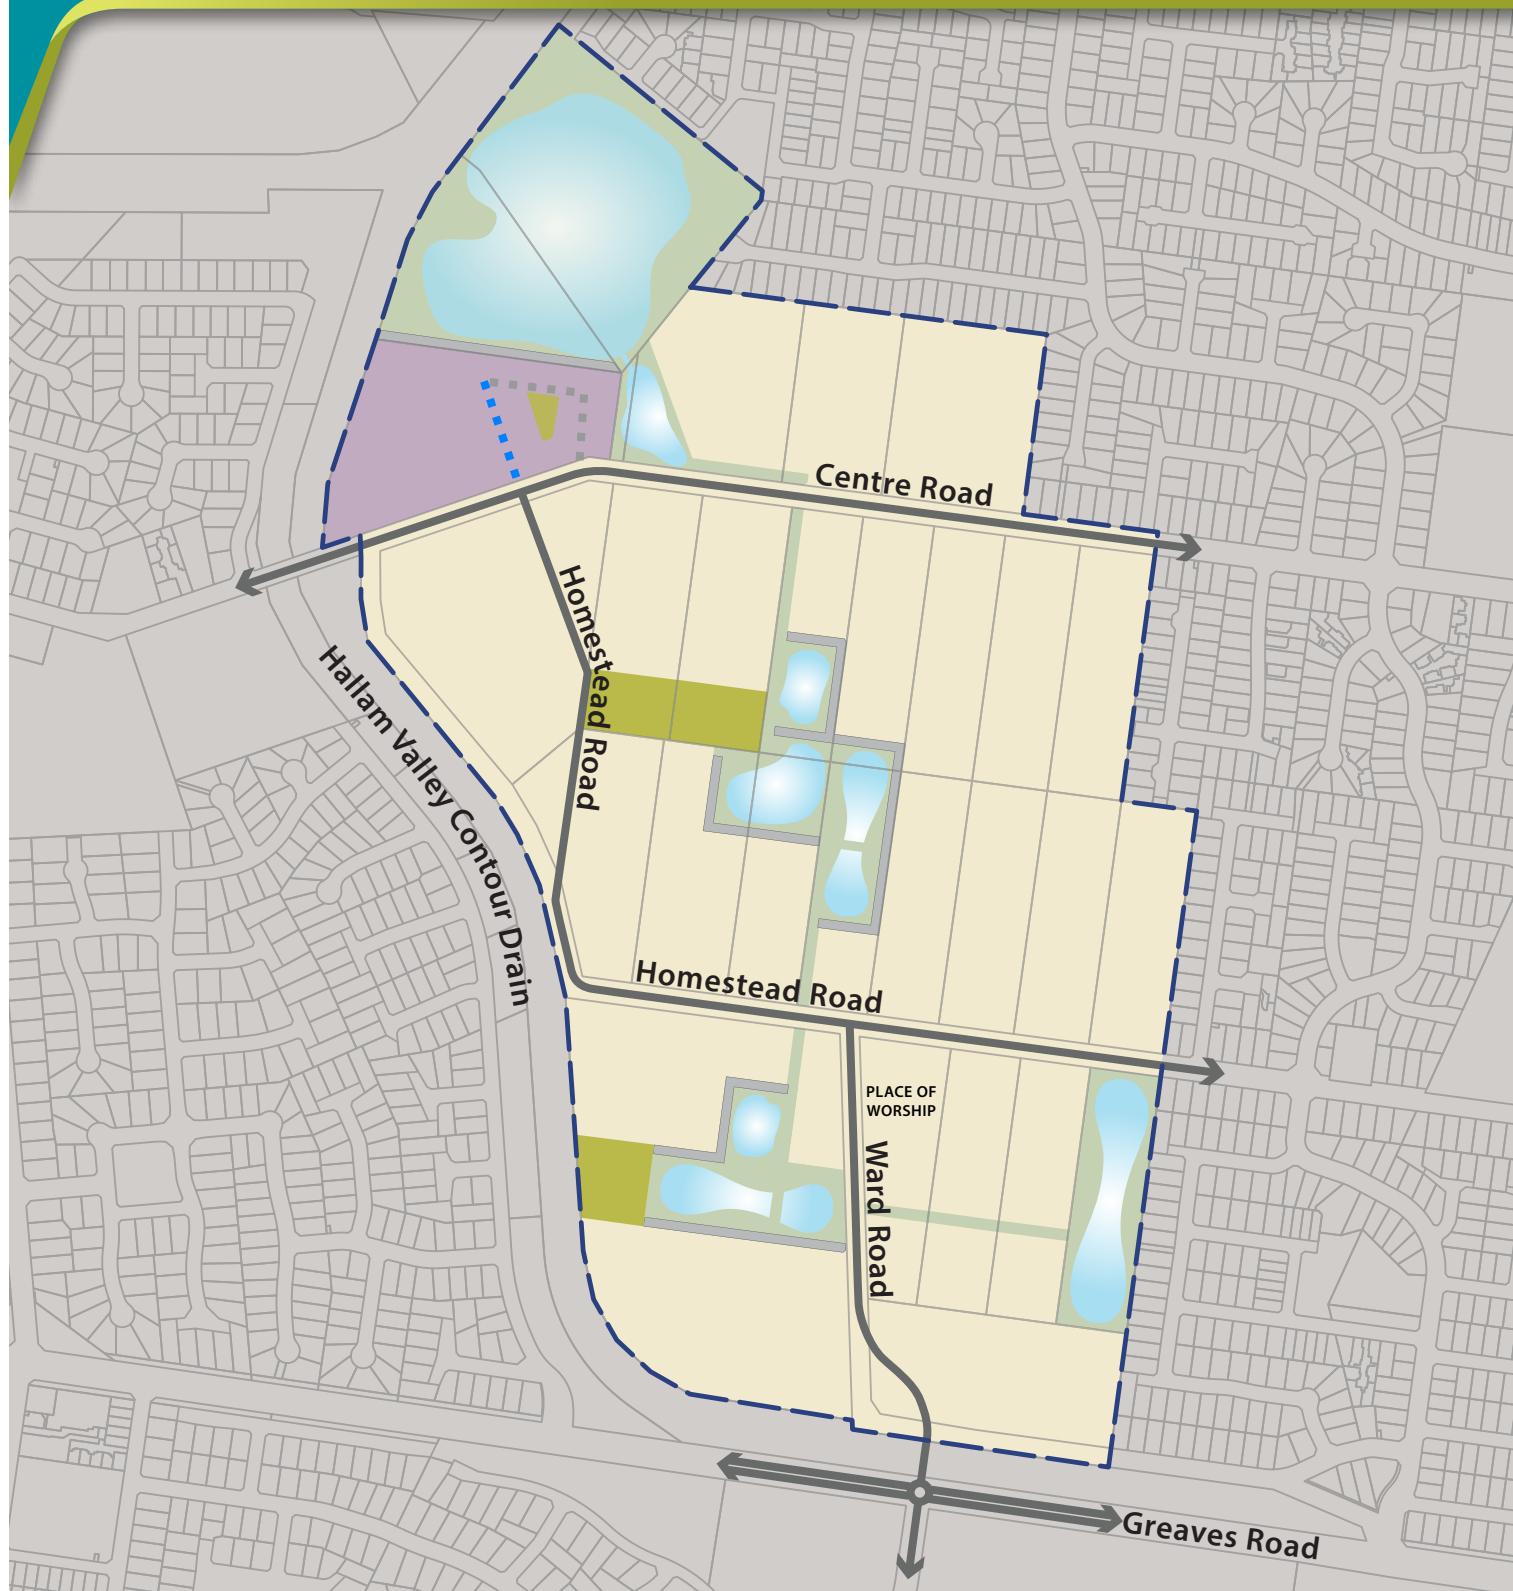 Centre Road
Homestead Road
Hallam Valley Contour Drain
Homestead Road
PLACE OF
WORSHIP
Ward Road
Greaves Road